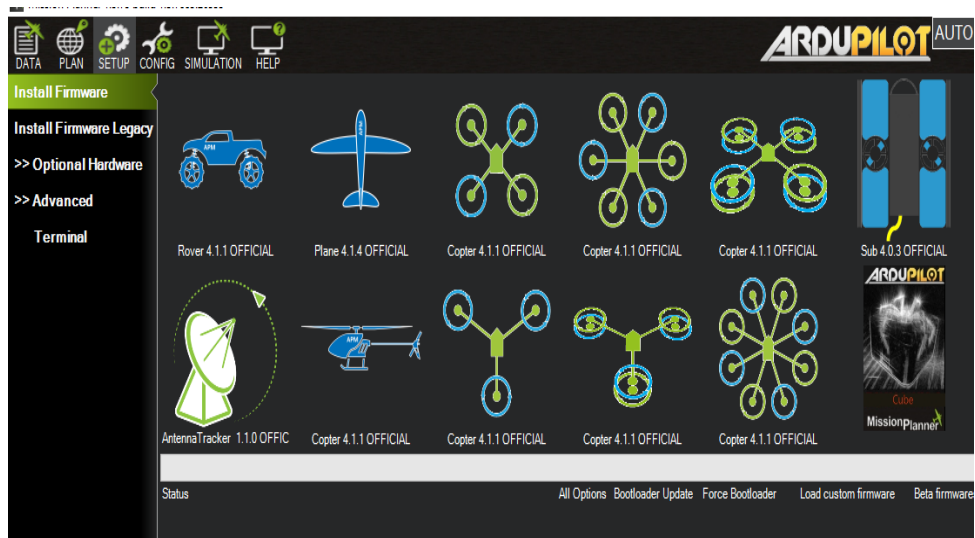 DATA PLAN SETUP CONFIG SIMULATION HELP
ARDUPILOT
AUTO
Install Firmware
Install Firmware Legacy
>> Optional Hardware
>> Advanced
Terminal
APM
APM
Rover 4.1.1 OFFICIAL
Plane 4.1.4 OFFICIAL
Copter 4.1.1 OFFICIAL
Copter 4.1.1 OFFICIAL
Copter 4.1.1 OFFICIAL
Sub 4.0.3 OFFICIAL
APM
ARDUPILOT
Cube
Mission Planner
AntennaTracker 1.1.0 OFFIC
Copter 4.1.1 OFFICIAL
Copter 4.1.1 OFFICIAL
Copter 4.1.1 OFFICIAL
Copter 4.1.1 OFFICIAL
Status
All Options Bootloader Update Force Bootloader Load custom firmware Beta firmware